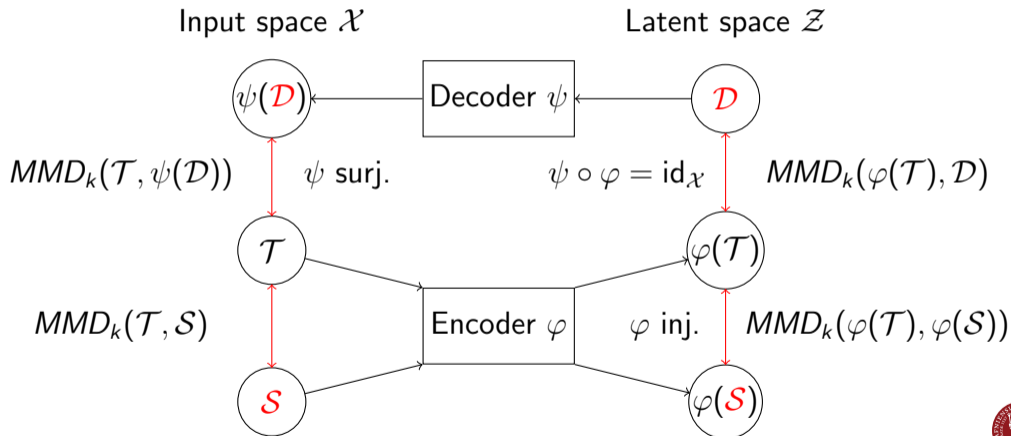 Input space 𝒳
Latent space 𝒵
ψ(𝒟)
Decoder ψ
𝒟
MMD_k(𝒯, ψ(𝒟))
ψ surj.
ψ ∘ φ = id_𝒳
MMD_k(φ(𝒯), 𝒟)
𝒯
φ(𝒯)
MMD_k(𝒯, 𝒮)
Encoder φ
φ inj.
MMD_k(φ(𝒯), φ(𝒮))
𝒮
φ(𝒮)